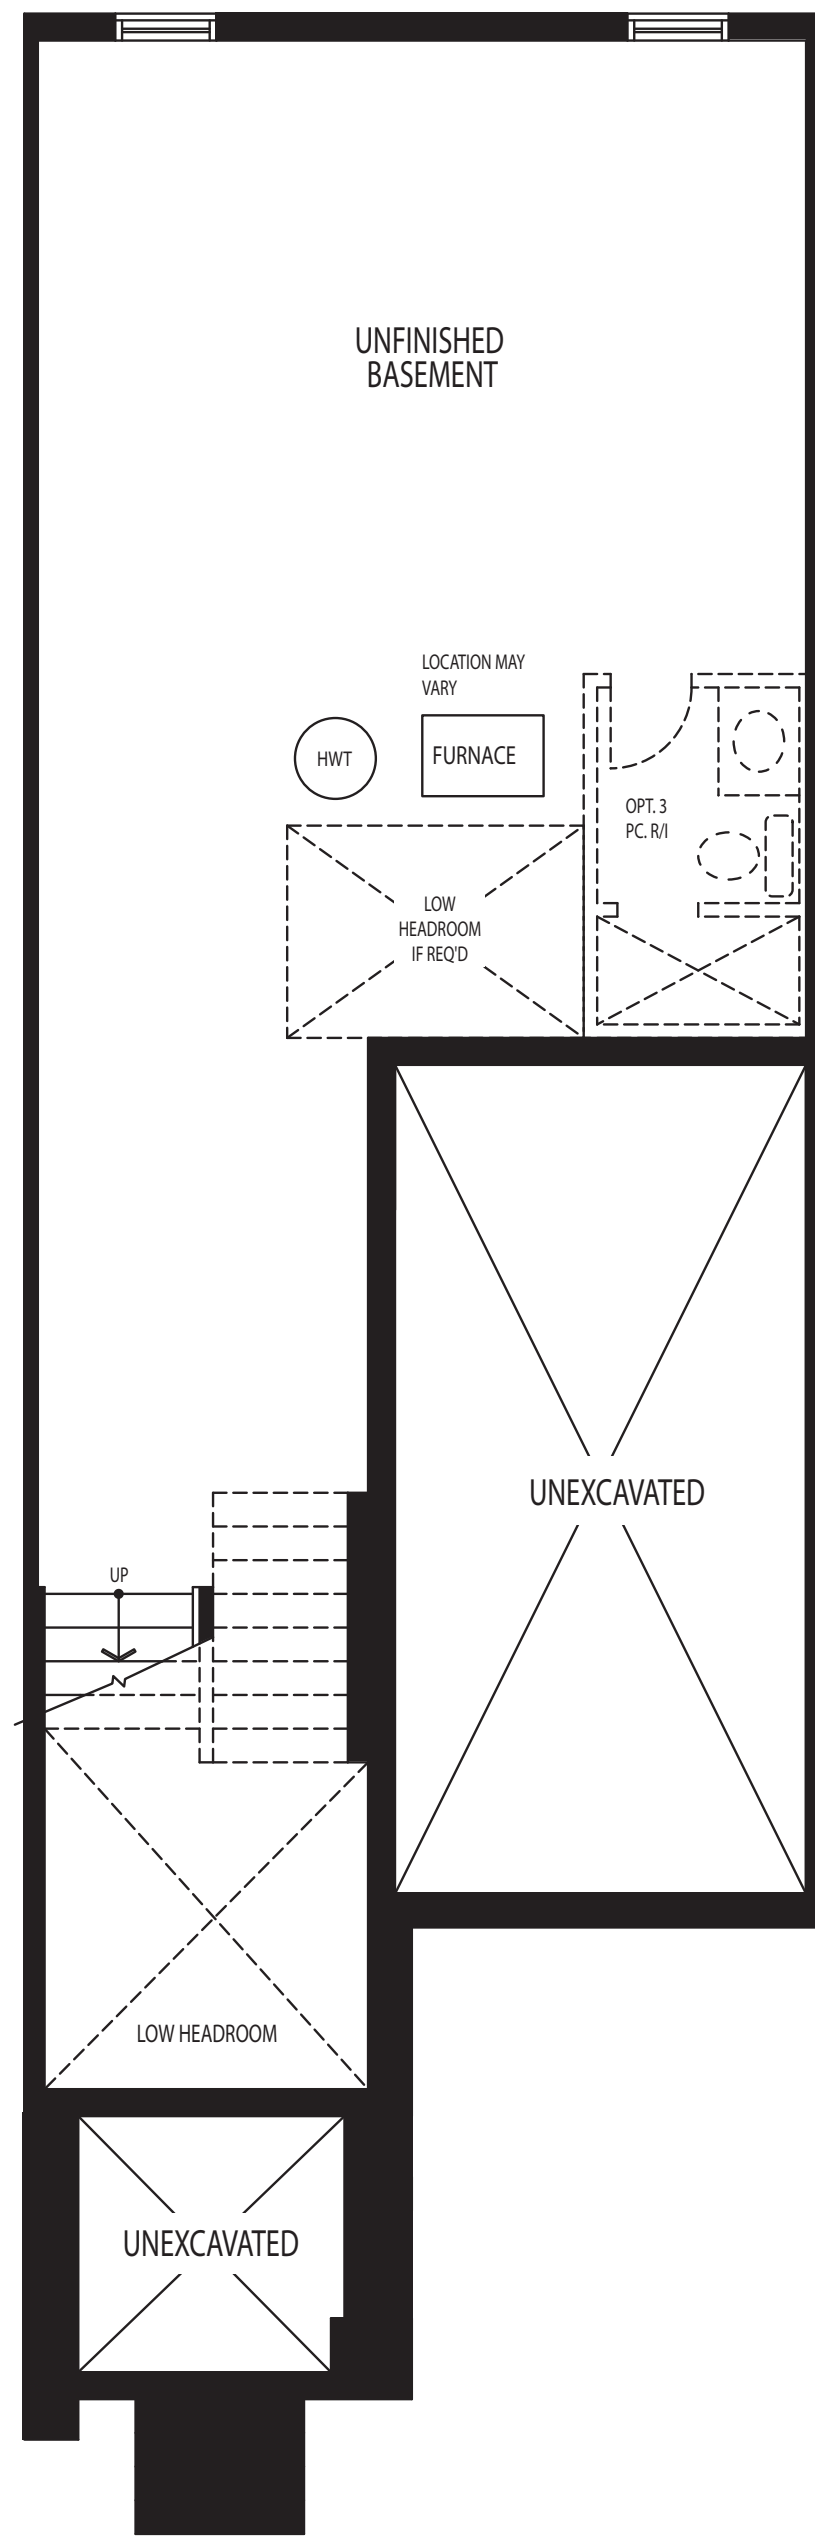 UNFINISHED
BASEMENT
LOCATION MAY
VARY
HWT
FURNACE
OPT. 3
PC. R/I
LOW
HEADROOM
IF REQ'D
UNEXCAVATED
UP
LOW HEADROOM
UNEXCAVATED